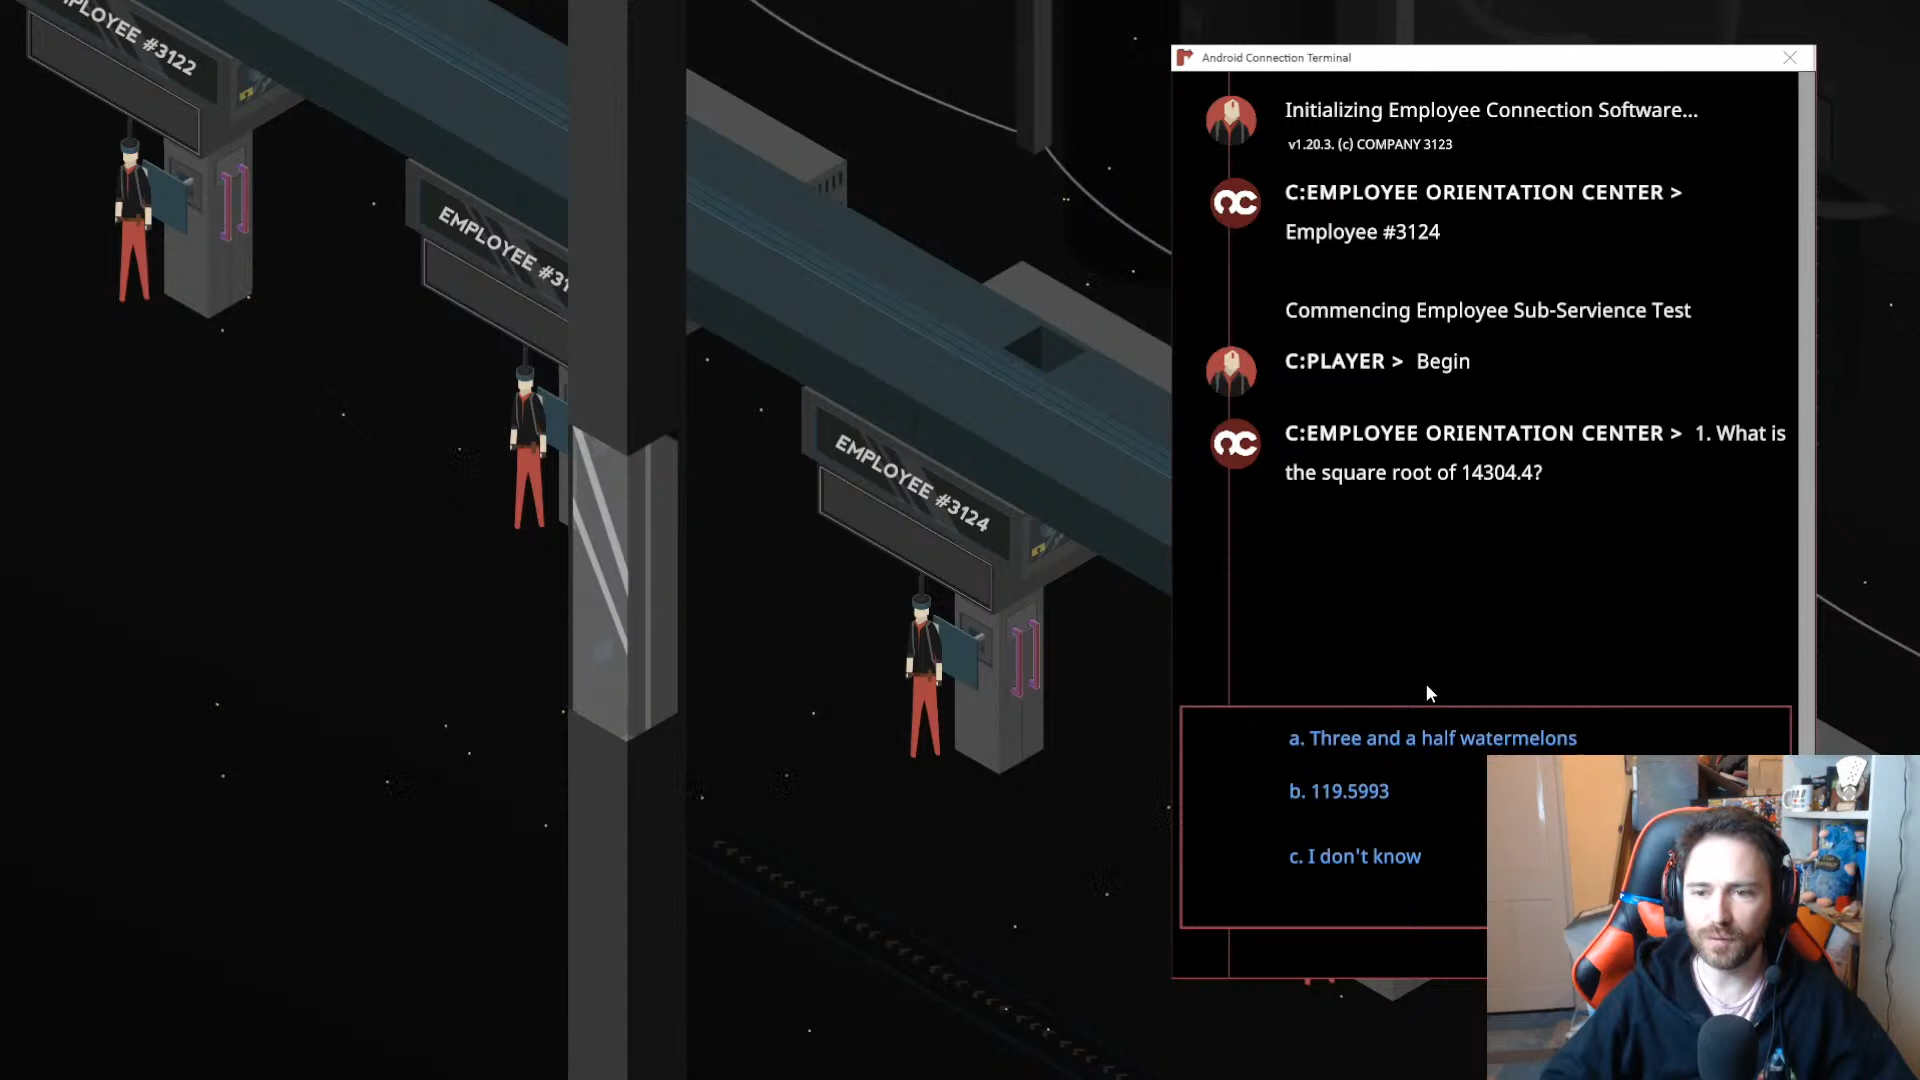 PLOYEE #3122
EMPLOYEE #31
EMPLOYEE #3124
Android Connection Terminal
Initializing Employee Connection Software...
v1.20.3. (c) COMPANY 3123
C:EMPLOYEE ORIENTATION CENTER >
Employee #3124
Commencing Employee Sub-Servience Test
C:PLAYER > Begin
C:EMPLOYEE ORIENTATION CENTER > 1. What is
the square root of 14304.4?
a. Three and a half watermelons
b. 119.5993
c. I don't know